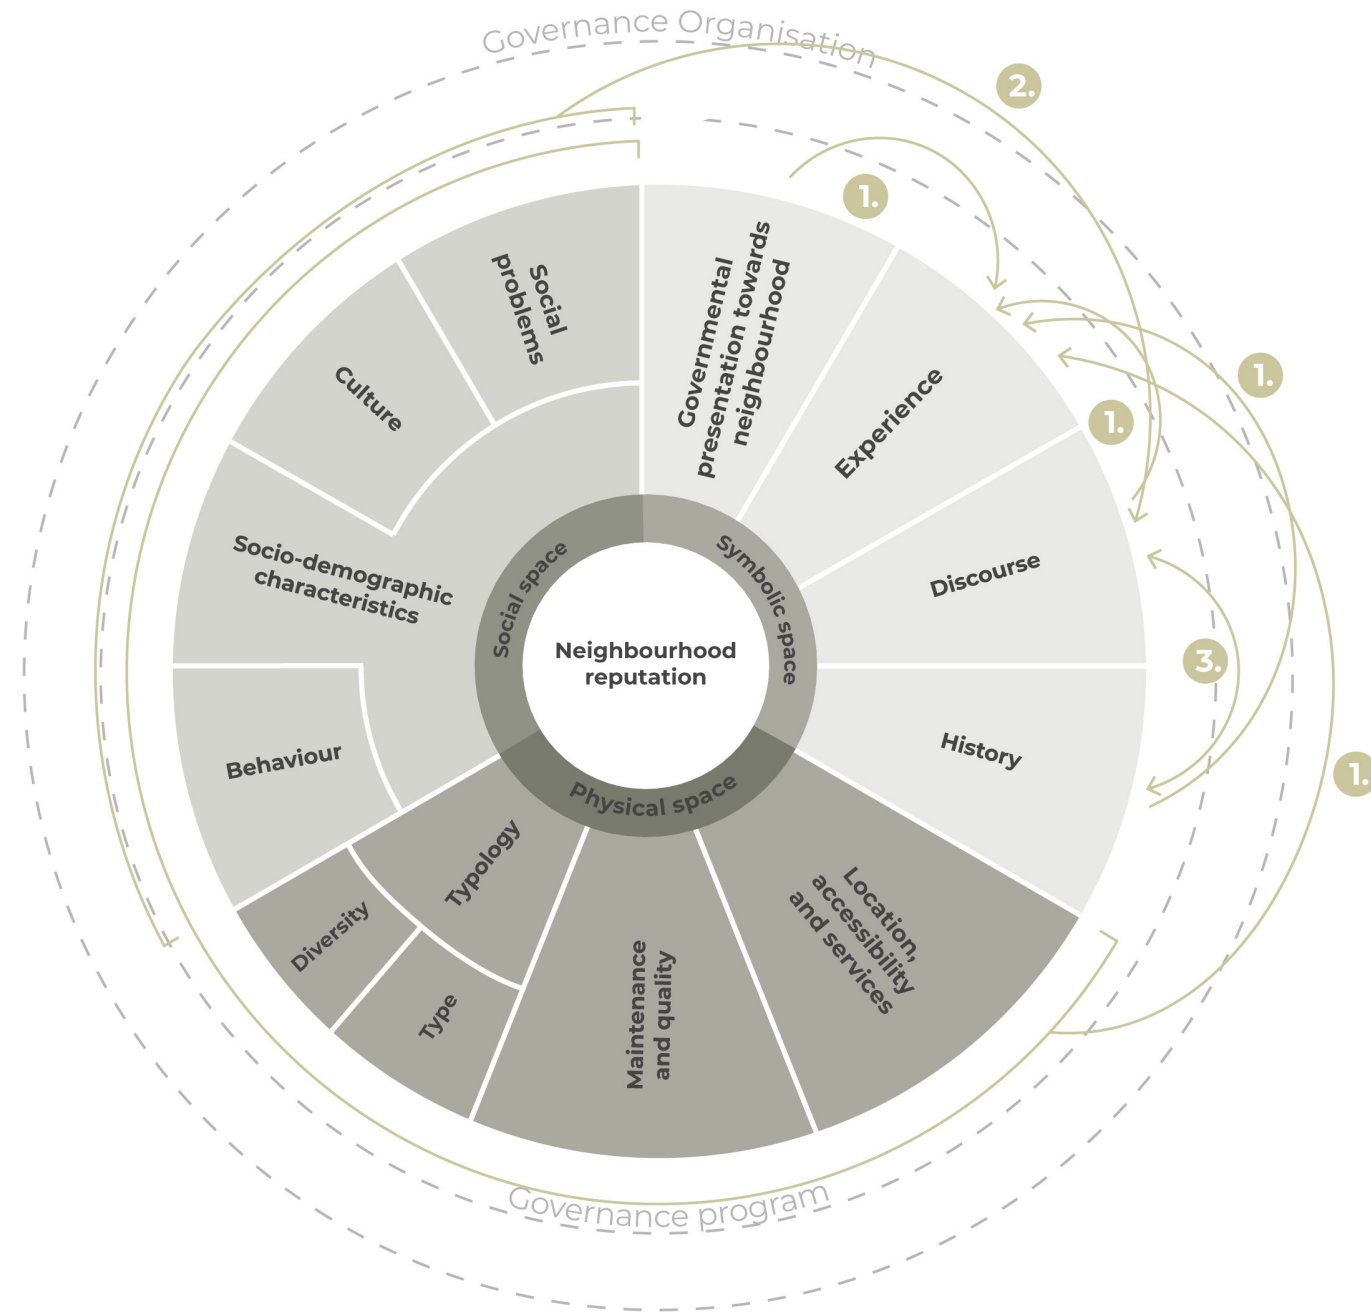 Governance Organisation
2.
1.
Governmental
presentation towards
neighbourhood
Social
problems
Culture
Experience
1.
1.
Discourse
Socio-demographic
characteristics
Social space
Symbolic space
Neighbourhood
reputation
3.
History
Behaviour
1.
Physical space
Typology
Diversity
Type
Maintenance
and quality
Location,
accessibility
and services
Governance program